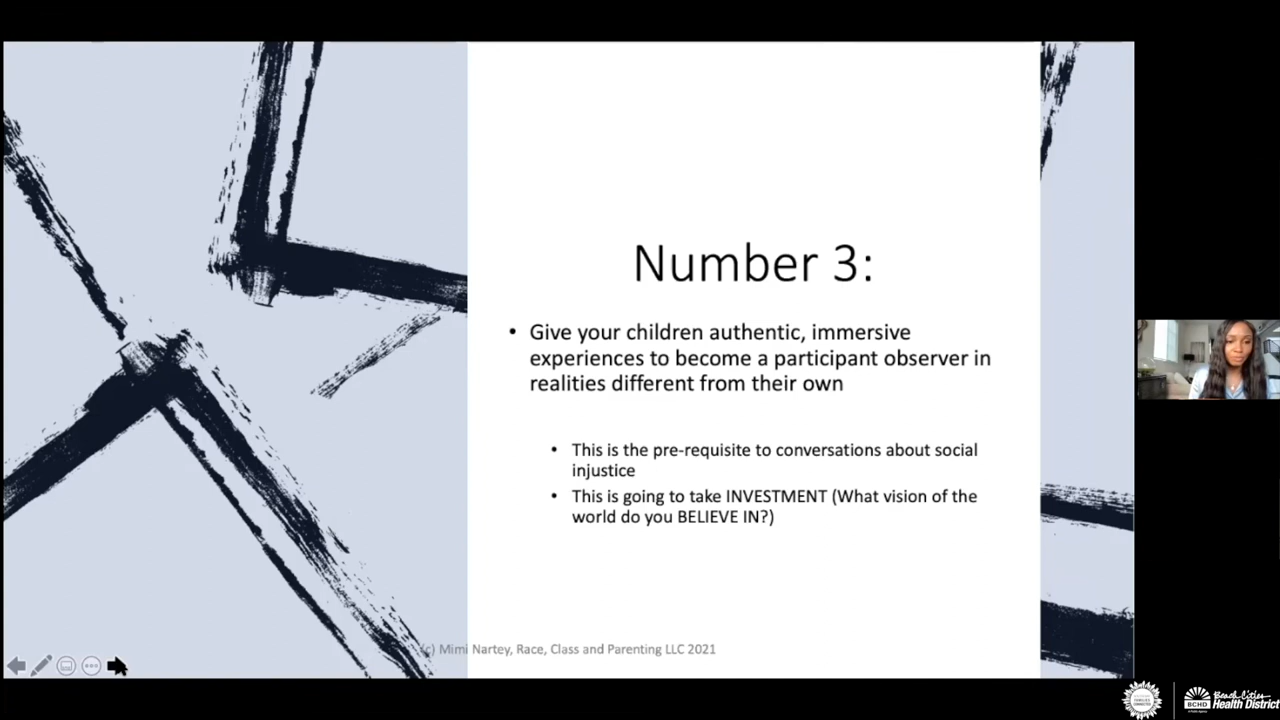 Number 3:
• Give your children authentic, immersive
experiences to become a participant observer in
realities different from their own
• This is the pre-requisite to conversations about social
injustice
• This is going to take INVESTMENT (What vision of the
world do you BELIEVE IN?)
(c) Mimi Nartey, Race, Class and Parenting LLC 2021
FAMILIES
CONNECTED
BCHD
Beach Cities
Health District